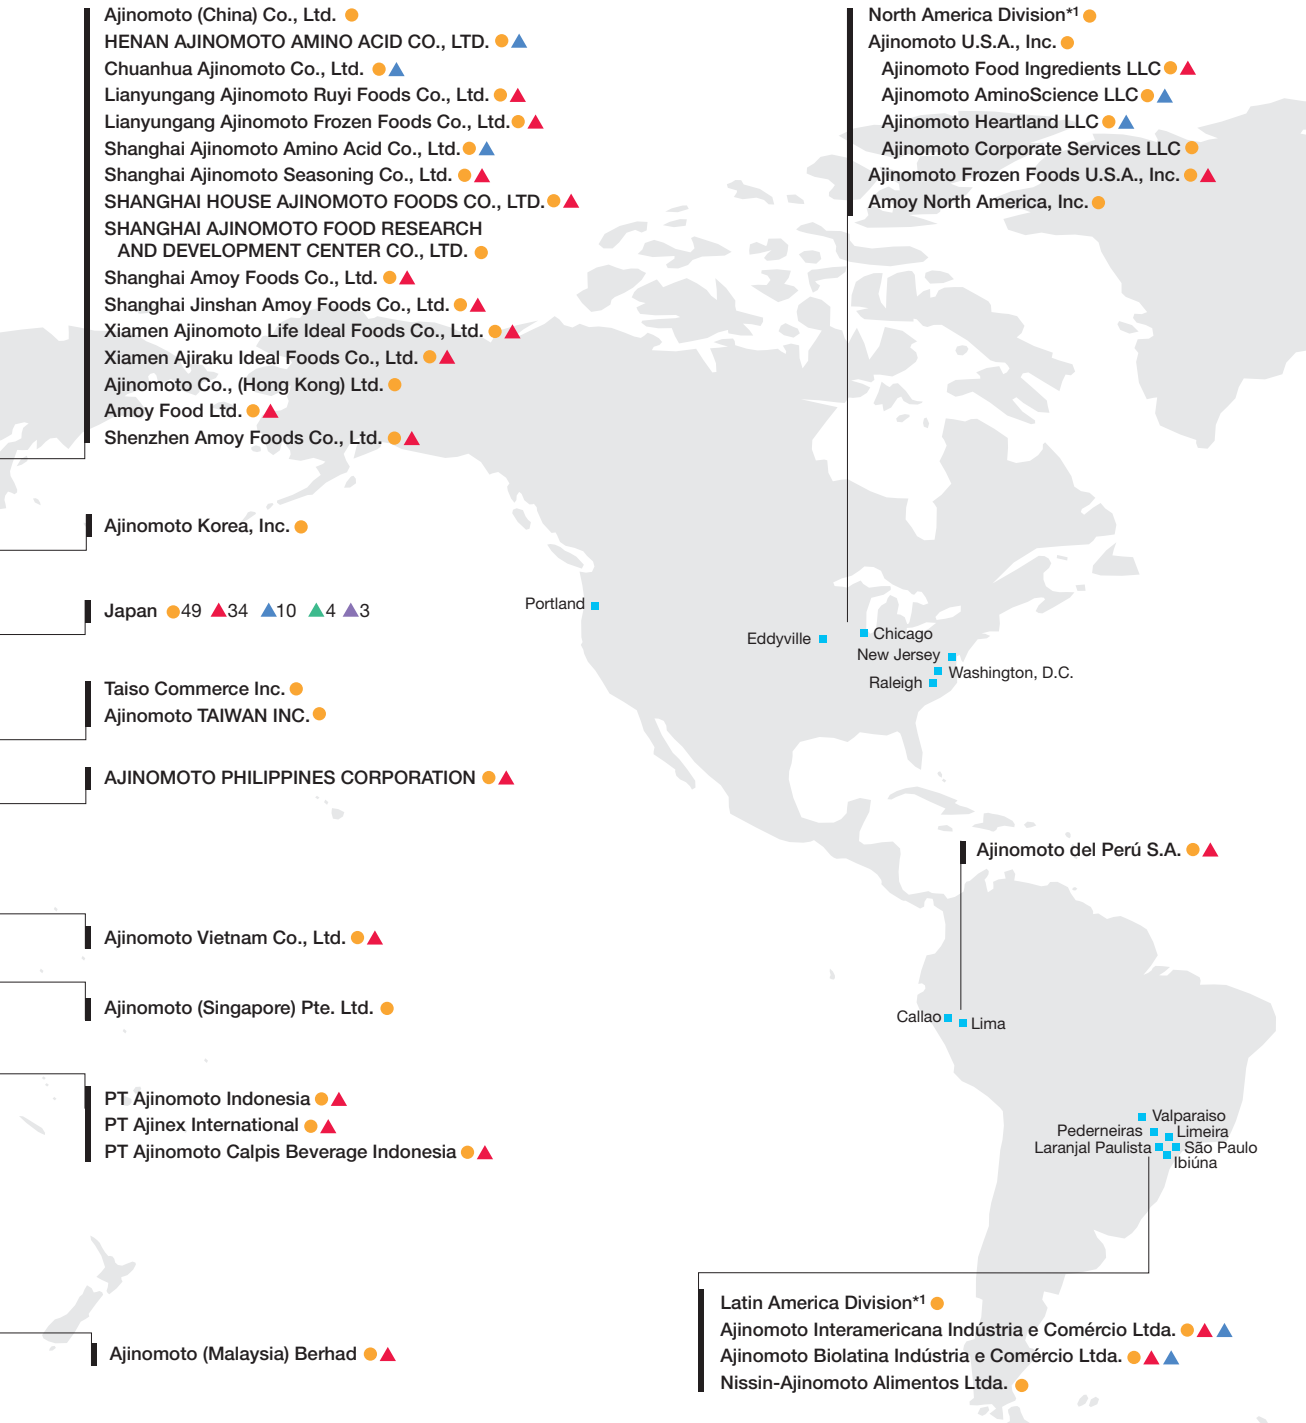 Ajinomoto (China) Co., Ltd.
HENAN AJINOMOTO AMINO ACID CO., LTD.
Chuanhua Ajinomoto Co., Ltd.
Lianyungang Ajinomoto Ruyi Foods Co., Ltd.
Lianyungang Ajinomoto Frozen Foods Co., Ltd.
Shanghai Ajinomoto Amino Acid Co., Ltd.
Shanghai Ajinomoto Seasoning Co., Ltd.
SHANGHAI HOUSE AJINOMOTO FOODS CO., LTD.
SHANGHAI AJINOMOTO FOOD RESEARCH
AND DEVELOPMENT CENTER CO., LTD.
Shanghai Amoy Foods Co., Ltd.
Shanghai Jinshan Amoy Foods Co., Ltd.
Xiamen Ajinomoto Life Ideal Foods Co., Ltd.
Xiamen Ajiraku Ideal Foods Co., Ltd.
Ajinomoto Co., (Hong Kong) Ltd.
Amoy Food Ltd.
Shenzhen Amoy Foods Co., Ltd.
Ajinomoto Korea, Inc.
Japan 49 34 10 4 3
Taiso Commerce Inc.
Ajinomoto TAIWAN INC.
AJINOMOTO PHILIPPINES CORPORATION
Ajinomoto Vietnam Co., Ltd.
Ajinomoto (Singapore) Pte. Ltd.
PT Ajinomoto Indonesia
PT Ajinex International
PT Ajinomoto Calpis Beverage Indonesia
Ajinomoto (Malaysia) Berhad
North America Division*1
Ajinomoto U.S.A., Inc.
Ajinomoto Food Ingredients LLC
Ajinomoto AminoScience LLC
Ajinomoto Heartland LLC
Ajinomoto Corporate Services LLC
Ajinomoto Frozen Foods U.S.A., Inc.
Amoy North America, Inc.
Portland
Eddyville
Chicago
New Jersey
Washington, D.C.
Raleigh
Ajinomoto del Perú S.A.
Callao
Lima
Valparaiso
Pederneiras
Limeira
Laranjal Paulista
São Paulo
Ibiúna
Latin America Division*1
Ajinomoto Interamericana Indústria e Comércio Ltda.
Ajinomoto Biolatina Indústria e Comércio Ltda.
Nissin-Ajinomoto Alimentos Ltda.